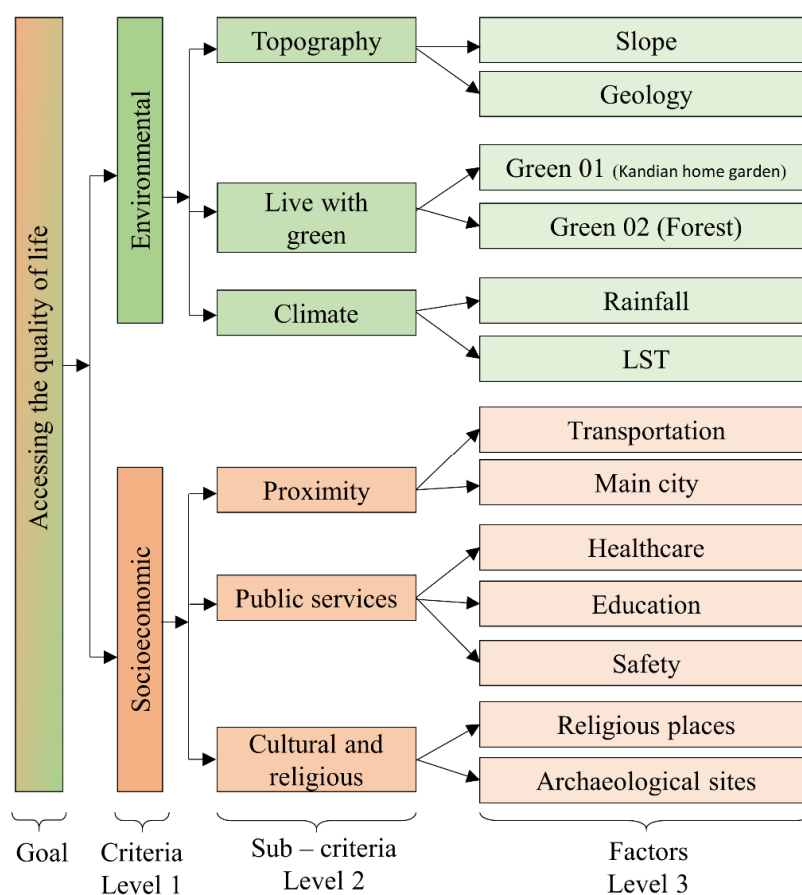 Accessing the quality of life
Environmental
Topography
Slope
Geology
Live with
green
Green 01 (Kandian home garden)
Green 02 (Forest)
Climate
Rainfall
LST
Socioeconomic
Proximity
Transportation
Main city
Public services
Healthcare
Education
Safety
Cultural and
religious
Religious places
Archaeological sites
Goal
Criteria
Level 1
Sub – criteria
Level 2
Factors
Level 3